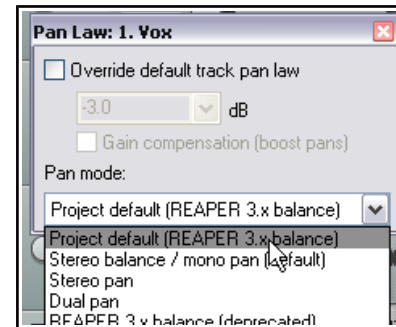 Pan Law: 1. Vox
Override default track pan law
-3.0 dB
Gain compensation (boost pans)
Pan mode:
Project default (REAPER 3.x balance)
Project default (REAPER 3.x balance)
Stereo balance / mono pan (default)
Stereo pan
Dual pan
REAPER 3.x balance (deprecated)